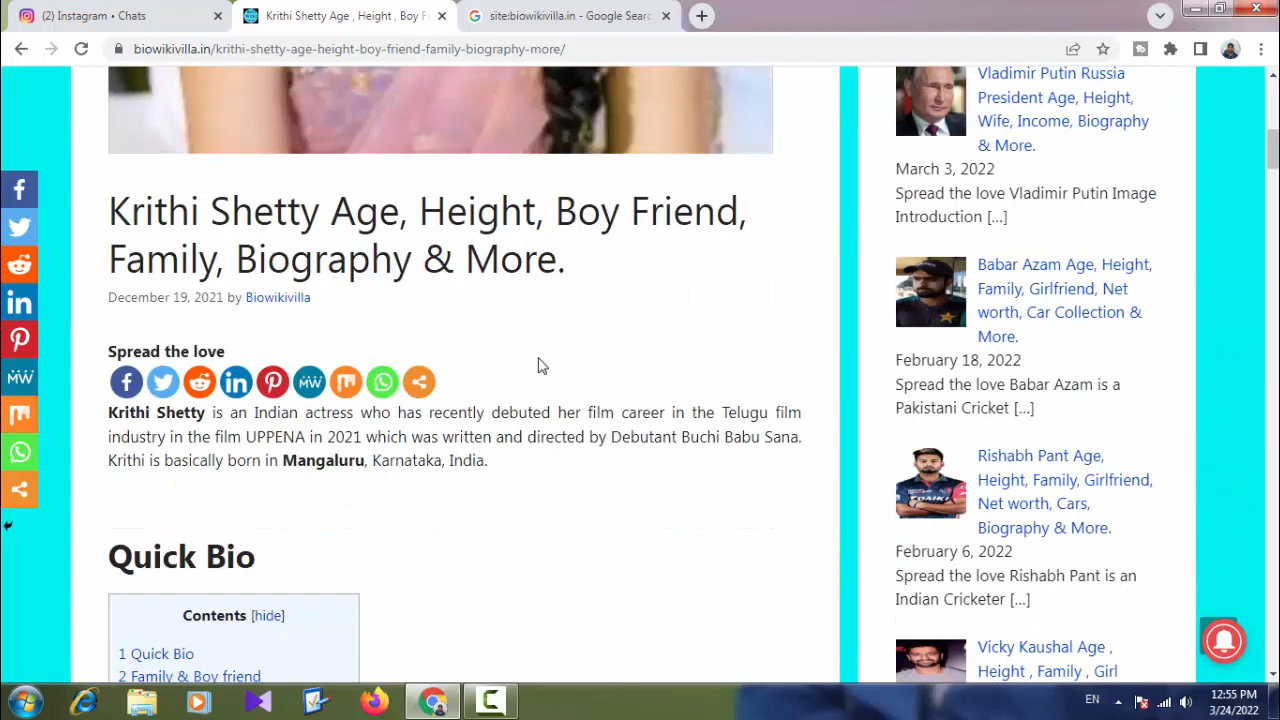 (2) Instagram • Chats
Krithi Shetty Age , Height , Boy F
site:biowikivilla.in - Google Sear
biowikivilla.in/krithi-shetty-age-height-boy-friend-family-biography-more/
Krithi Shetty Age, Height, Boy Friend,
Family, Biography & More.
December 19, 2021 by Biowikivilla
Spread the love
Krithi Shetty is an Indian actress who has recently debuted her film career in the Telugu film
industry in the film UPPENA in 2021 which was written and directed by Debutant Buchi Babu Sana.
Krithi is basically born in Mangaluru, Karnataka, India.
Quick Bio
Contents [hide]
1 Quick Bio
2 Family & Boy friend
Vladimir Putin Russia
President Age, Height,
Wife, Income, Biography
& More.
March 3, 2022
Spread the love Vladimir Putin Image
Introduction [...]
Babar Azam Age, Height,
Family, Girlfriend, Net
worth, Car Collection &
More.
February 18, 2022
Spread the love Babar Azam is a
Pakistani Cricket [...]
Rishabh Pant Age,
Height, Family, Girlfriend,
Net worth, Cars,
Biography & More.
February 6, 2022
Spread the love Rishabh Pant is an
Indian Cricketer [...]
Vicky Kaushal Age ,
Height , Family , Girl
EN
12:55 PM
3/24/2022